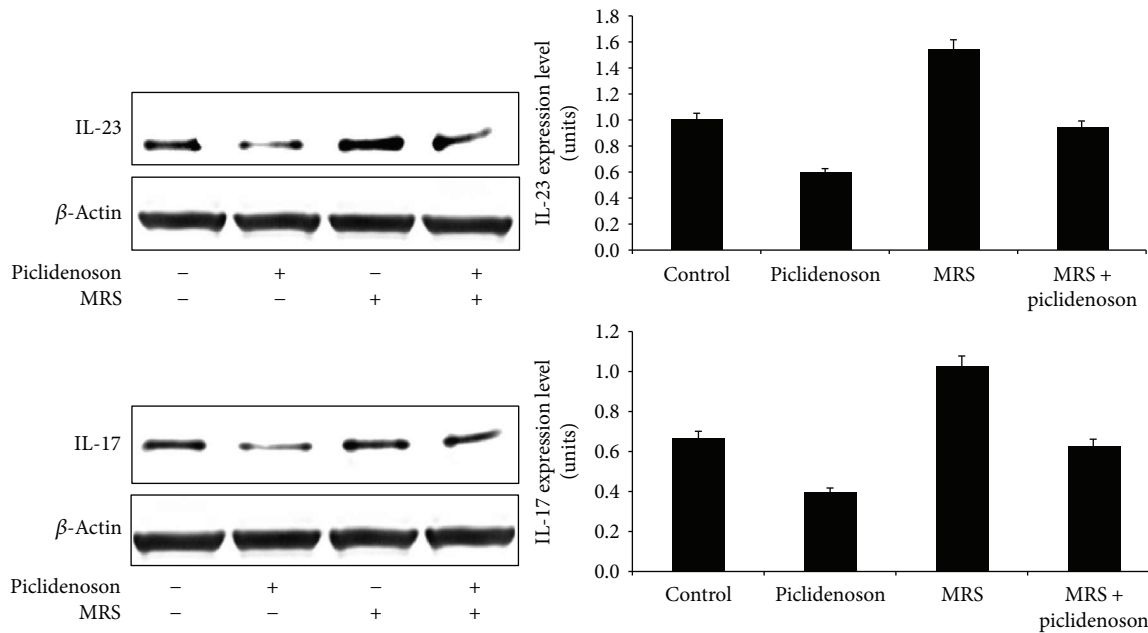 IL-23
β-Actin
Piclidenoson − + − +
MRS − − + +
IL-23 expression level
(units)
1.8
1.6
1.4
1.2
1.0
0.8
0.6
0.4
0.2
0.0
Control Piclidenoson MRS MRS +
piclidenoson
IL-17
β-Actin
Piclidenoson − + − +
MRS − − + +
IL-17 expression level
(units)
1.2
1.0
0.8
0.6
0.4
0.2
0.0
Control Piclidenoson MRS MRS +
piclidenoson